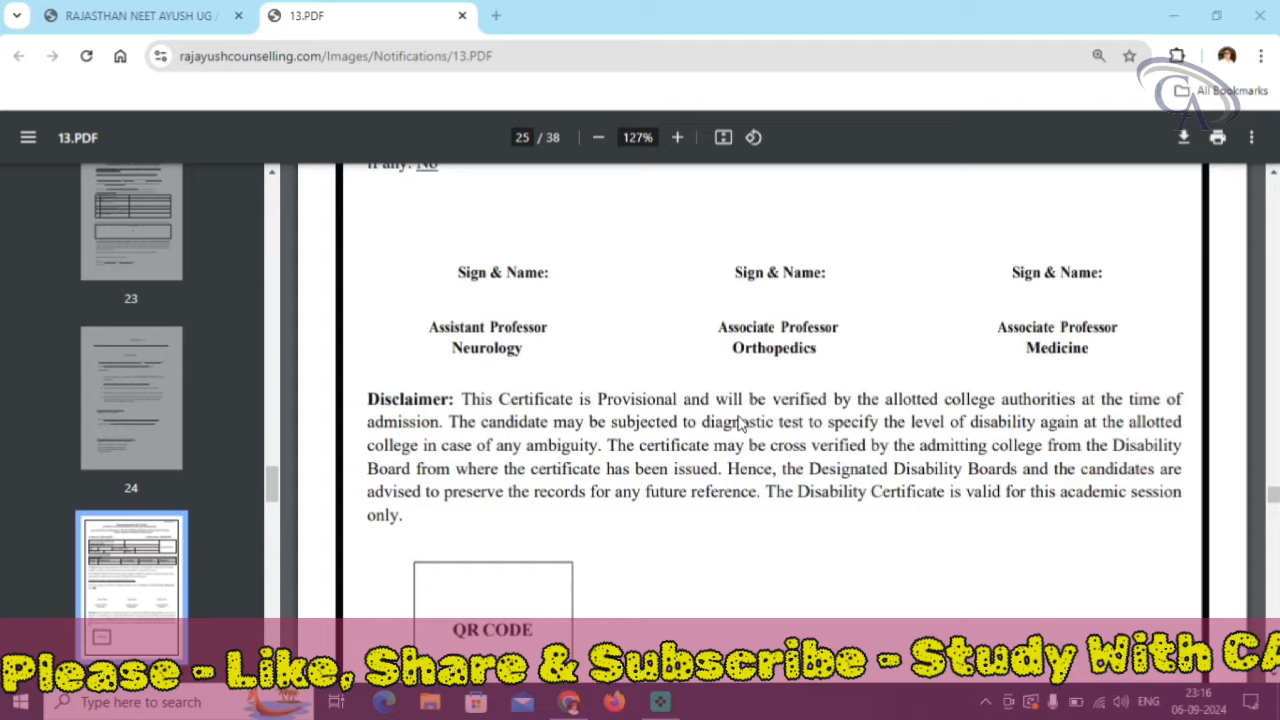 RAJASTHAN NEET AYUSH UG /
13.PDF
rajayushcounselling.com/Images/Notifications/13.PDF
All Bookmarks
CA
13.PDF
25 / 38
127%
23
24
if any: No
Sign & Name: Sign & Name: Sign & Name:
Assistant Professor Associate Professor Associate Professor
Neurology Orthopedics Medicine
Disclaimer: This Certificate is Provisional and will be verified by the allotted college authorities at the time of
admission. The candidate may be subjected to diagnostic test to specify the level of disability again at the allotted
college in case of any ambiguity. The certificate may be cross verified by the admitting college from the Disability
Board from where the certificate has been issued. Hence, the Designated Disability Boards and the candidates are
advised to preserve the records for any future reference. The Disability Certificate is valid for this academic session
only.
QR CODE
Please - Like, Share & Subscribe - Study With CA
Type here to search
ENG
23:16
06-09-2024